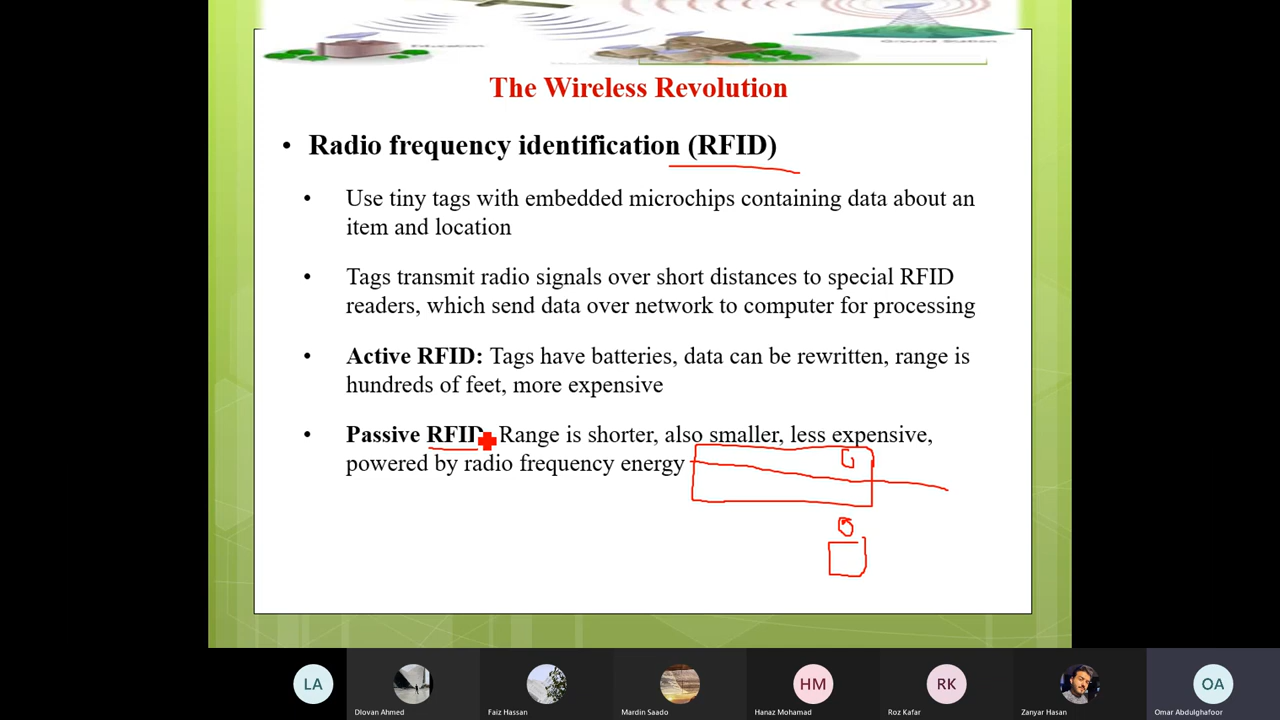 Education
Ground Station
The Wireless Revolution
• Radio frequency identification (RFID)
• Use tiny tags with embedded microchips containing data about an
item and location
• Tags transmit radio signals over short distances to special RFID
readers, which send data over network to computer for processing
• Active RFID: Tags have batteries, data can be rewritten, range is
hundreds of feet, more expensive
• Passive RFID Range is shorter, also smaller, less expensive,
powered by radio frequency energy
LA
HM
RK
OA
Dlovan Ahmed
Faiz Hassan
Mardin Saado
Hanaz Mohamad
Roz Kafar
Zanyar Hasan
Omar Abdulghafoor